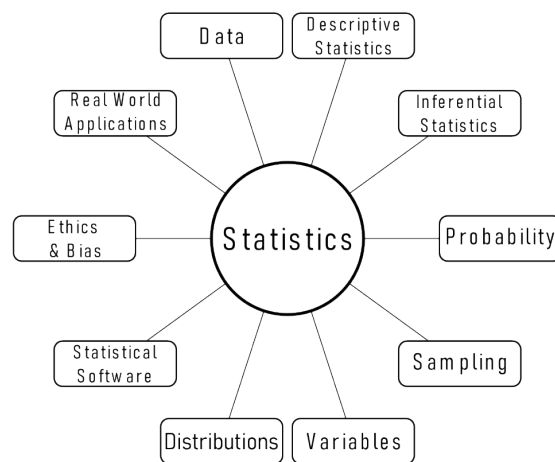 Data
Descriptive
Statistics
Real World
Applications
Inferential
Statistics
Ethics
& Bias
Statistics
Probability
Statistical
Software
Sampling
Distributions
Variables